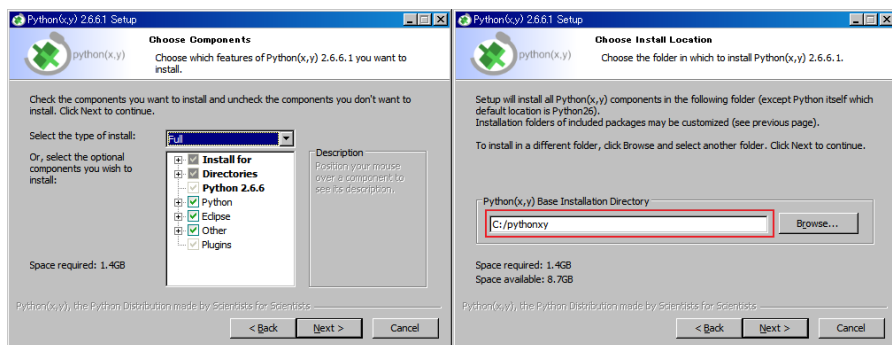 Python(x,y) 2.6.6.1 Setup
python(x,y)
Choose Components
Choose which features of Python(x,y) 2.6.6.1 you want to
install.
Check the components you want to install and uncheck the components you don't want to
install. Click Next to continue.
Select the type of install:
Full
Or, select the optional
components you wish to
install:
Install for
Directories
Python 2.6.6
Python
Eclipse
Other
Plugins
Description
Position your mouse
over a component to
see its description.
Space required: 1.4GB
Python(x,y), the Python Distribution made by Scientists for Scientists
< Back
Next >
Cancel
Python(x,y) 2.6.6.1 Setup
python(x,y)
Choose Install Location
Choose the folder in which to install Python(x,y) 2.6.6.1.
Setup will install all Python(x,y) components in the following folder (except Python itself which
default location is Python26).
Installation folders of included packages may be customized (see previous page).
To install in a different folder, click Browse and select another folder. Click Next to continue.
Python(x,y) Base Installation Directory
C:/pythonxy
Browse...
Space required: 1.4GB
Space available: 8.7GB
Python(x,y), the Python Distribution made by Scientists for Scientists
< Back
Next >
Cancel